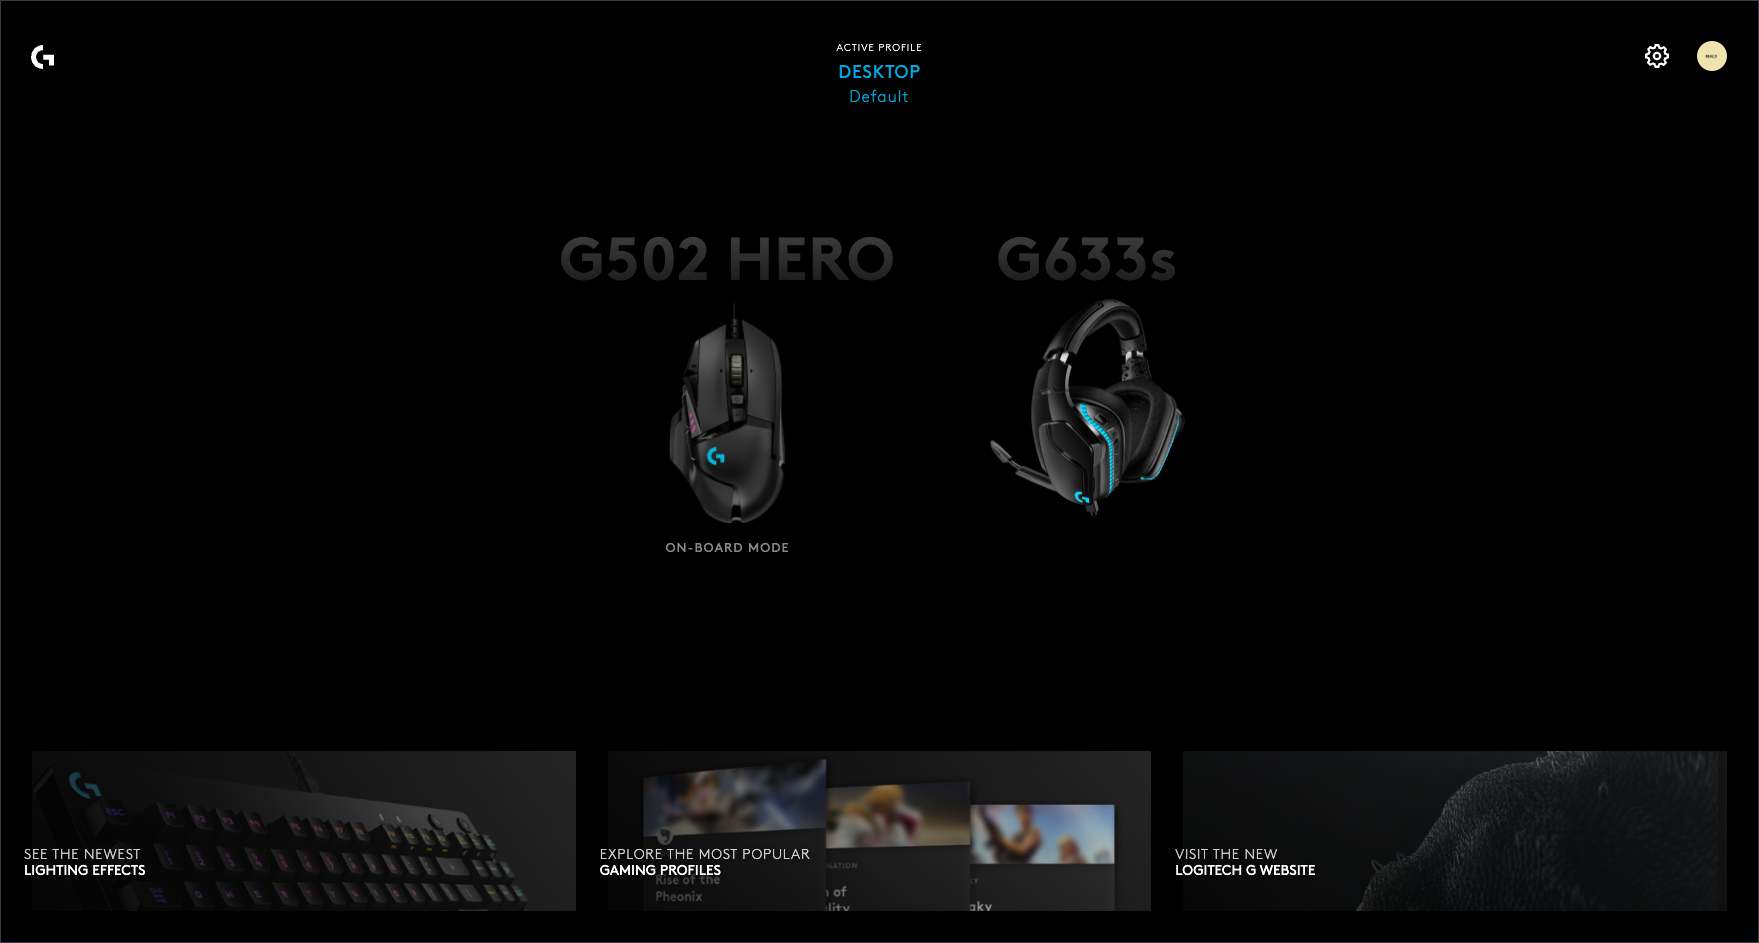 ACTIVE PROFILE
DESKTOP
Default
G502 HERO
G633s
ON-BOARD MODE
SEE THE NEWEST
LIGHTING EFFECTS
EXPLORE THE MOST POPULAR
GAMING PROFILES
Rise of the
Pheonix
VISIT THE NEW
LOGITECH G WEBSITE